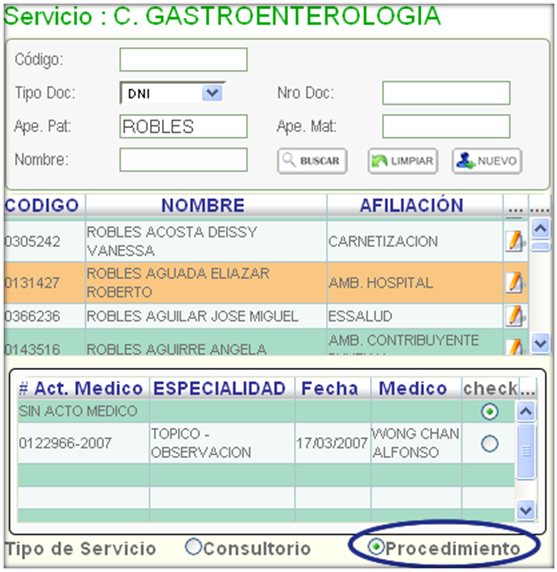 Servicio : C. GASTROENTEROLOGIA
Código:
Tipo Doc: DNI Nro Doc:
Ape. Pat: ROBLES Ape. Mat:
Nombre: BUSCAR LIMPIAR NUEVO
CODIGO NOMBRE AFILIACIÓN ... ....
0305242 ROBLES ACOSTA DEISSY VANESSA CARNETIZACION
0131427 ROBLES AGUADA ELIAZAR ROBERTO AMB. HOSPITAL
0366236 ROBLES AGUILAR JOSE MIGUEL ESSALUD
0143516 ROBLES AGUIRRE ANGELA AMB. CONTRIBUYENTE
# Act. Medico ESPECIALIDAD Fecha Medico check ...
SIN ACTO MEDICO
0122966-2007 TOPICO - OBSERVACION 17/03/2007 WONG CHAN ALFONSO
Tipo de Servicio Consultorio Procedimiento